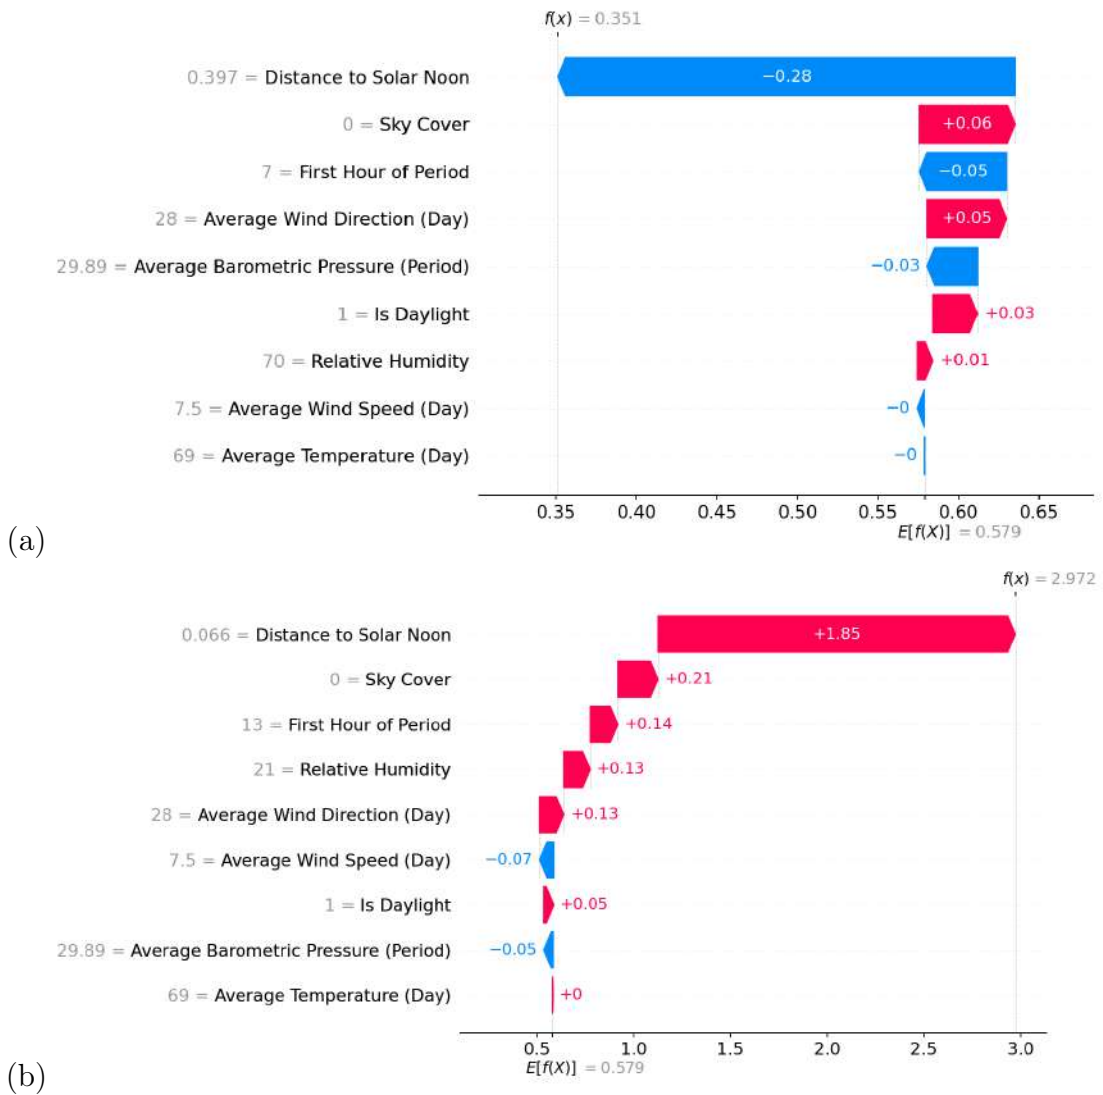 f(x) = 0.351
0.397 = Distance to Solar Noon −0.28
0 = Sky Cover +0.06
7 = First Hour of Period −0.05
28 = Average Wind Direction (Day) +0.05
29.89 = Average Barometric Pressure (Period) −0.03
1 = Is Daylight +0.03
70 = Relative Humidity +0.01
7.5 = Average Wind Speed (Day) −0
69 = Average Temperature (Day) −0
0.35 0.40 0.45 0.50 0.55 0.60 0.65
E[f(X)] = 0.579
(a)
f(x) = 2.972
0.066 = Distance to Solar Noon +1.85
0 = Sky Cover +0.21
13 = First Hour of Period +0.14
21 = Relative Humidity +0.13
28 = Average Wind Direction (Day) +0.13
7.5 = Average Wind Speed (Day) −0.07
1 = Is Daylight +0.05
29.89 = Average Barometric Pressure (Period) −0.05
69 = Average Temperature (Day) +0
0.5 1.0 1.5 2.0 2.5 3.0
E[f(X)] = 0.579
(b)